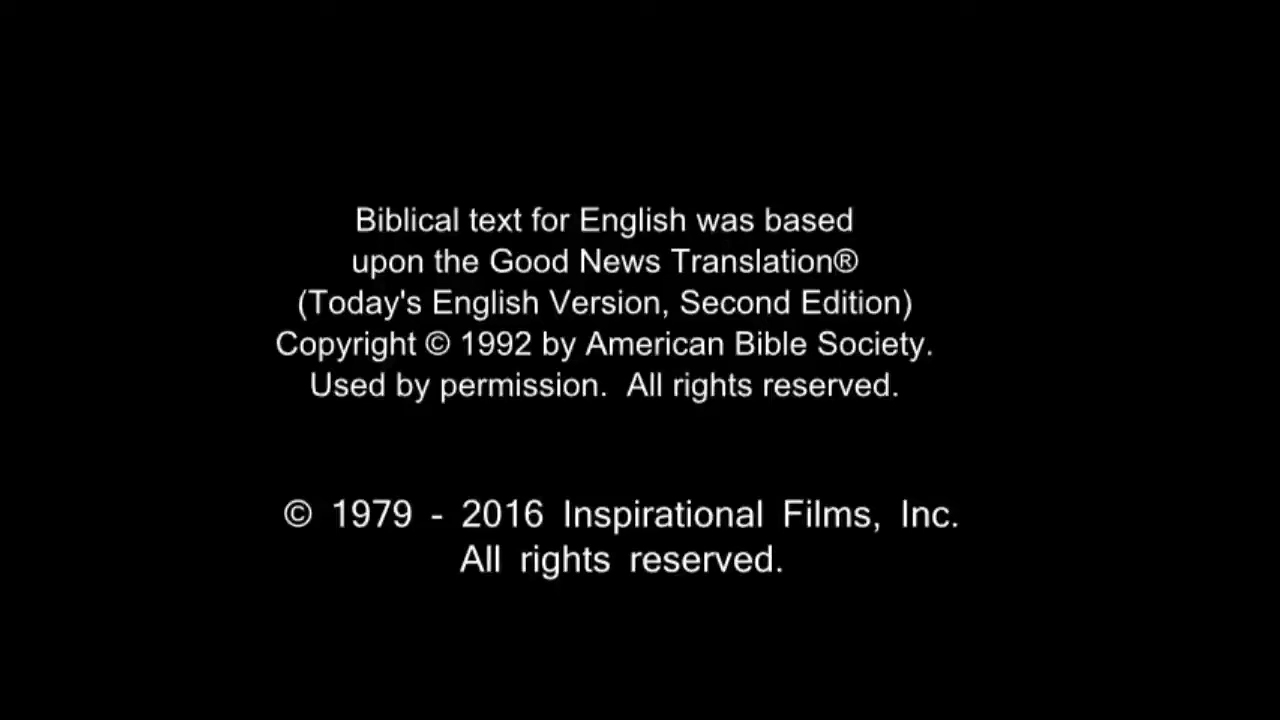 Biblical text for English was based
upon the Good News Translation®
(Today's English Version, Second Edition)
Copyright © 1992 by American Bible Society.
Used by permission.  All rights reserved.
© 1979 - 2016 Inspirational Films, Inc.
All rights reserved.